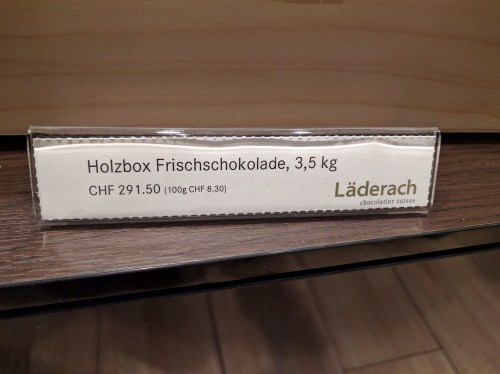 Holzbox Frischschokolade, 3,5 kg
CHF 291.50 (100g CHF 8.30)
Läderach
chocolatier suisse